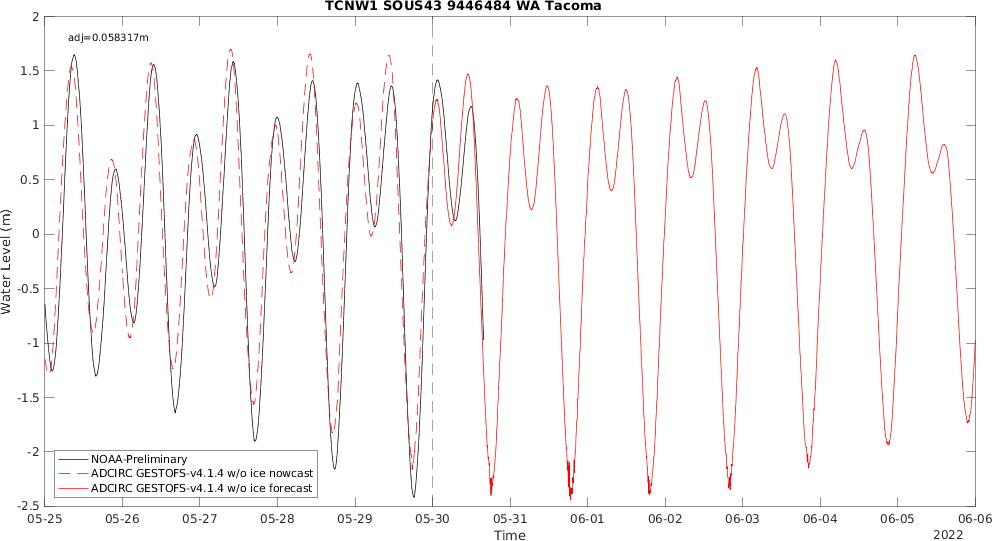 TCNW1 SOUS43 9446484 WA Tacoma
adj=0.058317m
2
1.5
1
0.5
0
-0.5
-1
-1.5
-2
-2.5
Water Level (m)
NOAA-Preliminary
ADCIRC GESTOFS-v4.1.4 w/o ice nowcast
ADCIRC GESTOFS-v4.1.4 w/o ice forecast
05-25 05-26 05-27 05-28 05-29 05-30 05-31 06-01 06-02 06-03 06-04 06-05 06-06
Time
2022